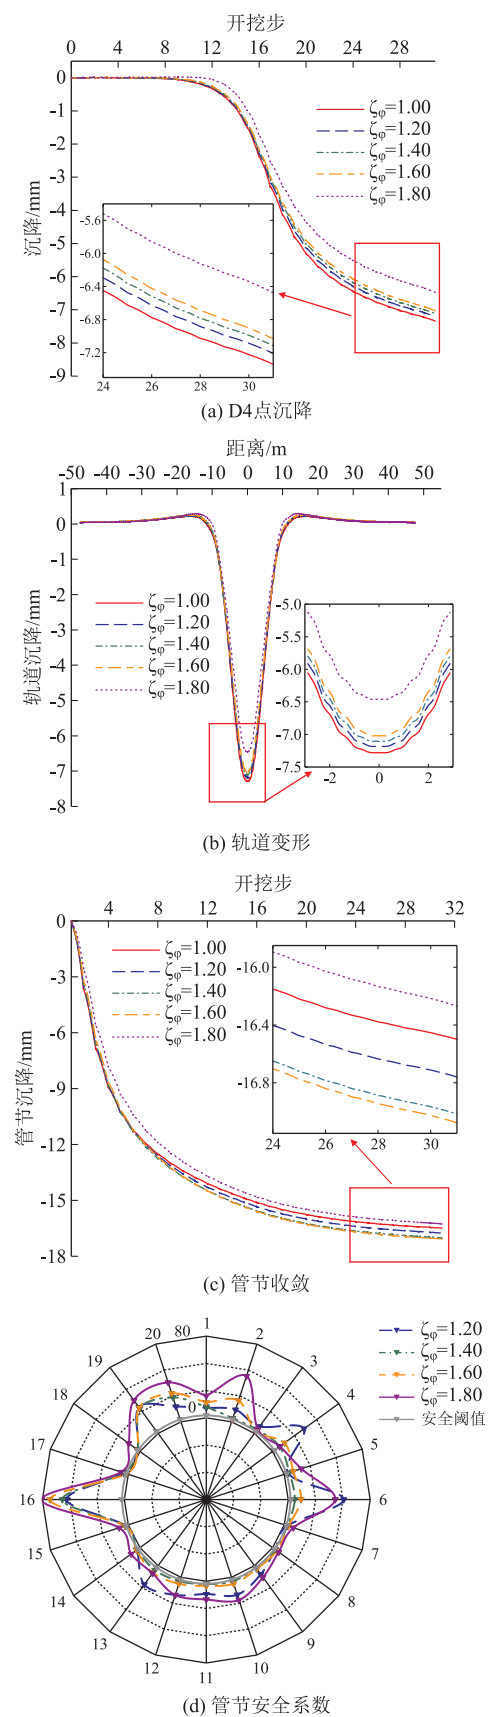 开挖步
0 4 8 12 16 20 24 28
0
-1
-2
-3
-4
-5
-6
-7
-8
-9
沉降/mm
ζφ=1.00
ζφ=1.20
ζφ=1.40
ζφ=1.60
ζφ=1.80
-5.6
-6.0
-6.4
-6.8
-7.2
24 26 28 30
(a) D4点沉降
距离/m
-50 -40 -30 -20 -10 0 10 20 30 40 50
1
0
-1
-2
-3
-4
-5
-6
-7
-8
轨道沉降/mm
ζφ=1.00
ζφ=1.20
ζφ=1.40
ζφ=1.60
ζφ=1.80
-5.0
-5.5
-6.0
-6.5
-7.0
-7.5
-2 0 2
(b) 轨道变形
开挖步
4 8 12 16 20 24 28 32
0
-3
-6
-9
-12
-15
-18
管节沉降/mm
ζφ=1.00
ζφ=1.20
ζφ=1.40
ζφ=1.60
ζφ=1.80
-16.0
-16.4
-16.8
24 26 28 30
(c) 管节收敛
1
2
3
4
5
6
7
8
9
10
11
12
13
14
15
16
17
18
19
20
80
0
ζφ=1.20
ζφ=1.40
ζφ=1.60
ζφ=1.80
安全阈值
(d) 管节安全系数